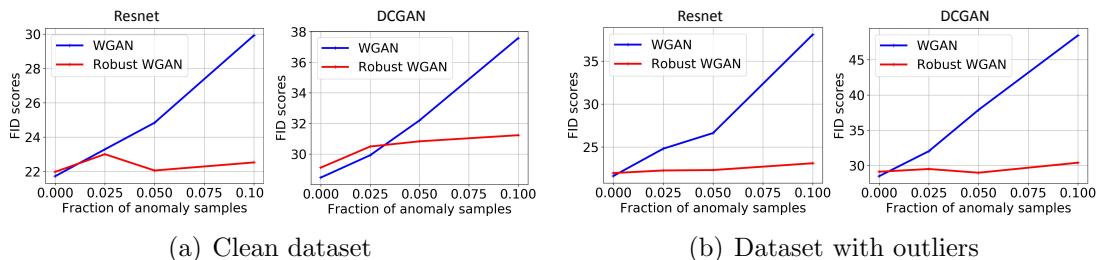 Resnet
30
28
26
24
22
FID scores
WGAN
Robust WGAN
0.000 0.025 0.050 0.075 0.100
Fraction of anomaly samples
DCGAN
38
36
34
32
30
FID scores
WGAN
Robust WGAN
0.000 0.025 0.050 0.075 0.100
Fraction of anomaly samples
(a) Clean dataset
Resnet
35
30
25
FID scores
WGAN
Robust WGAN
0.000 0.025 0.050 0.075 0.100
Fraction of anomaly samples
DCGAN
45
40
35
30
FID scores
WGAN
Robust WGAN
0.000 0.025 0.050 0.075 0.100
Fraction of anomaly samples
(b) Dataset with outliers